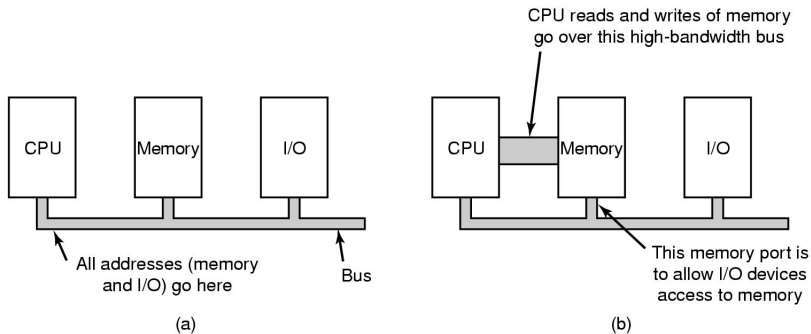 CPU reads and writes of memory
go over this high-bandwidth bus
CPU
Memory
I/O
All addresses (memory
and I/O) go here
Bus
(a)
CPU
Memory
I/O
This memory port is
to allow I/O devices
access to memory
(b)